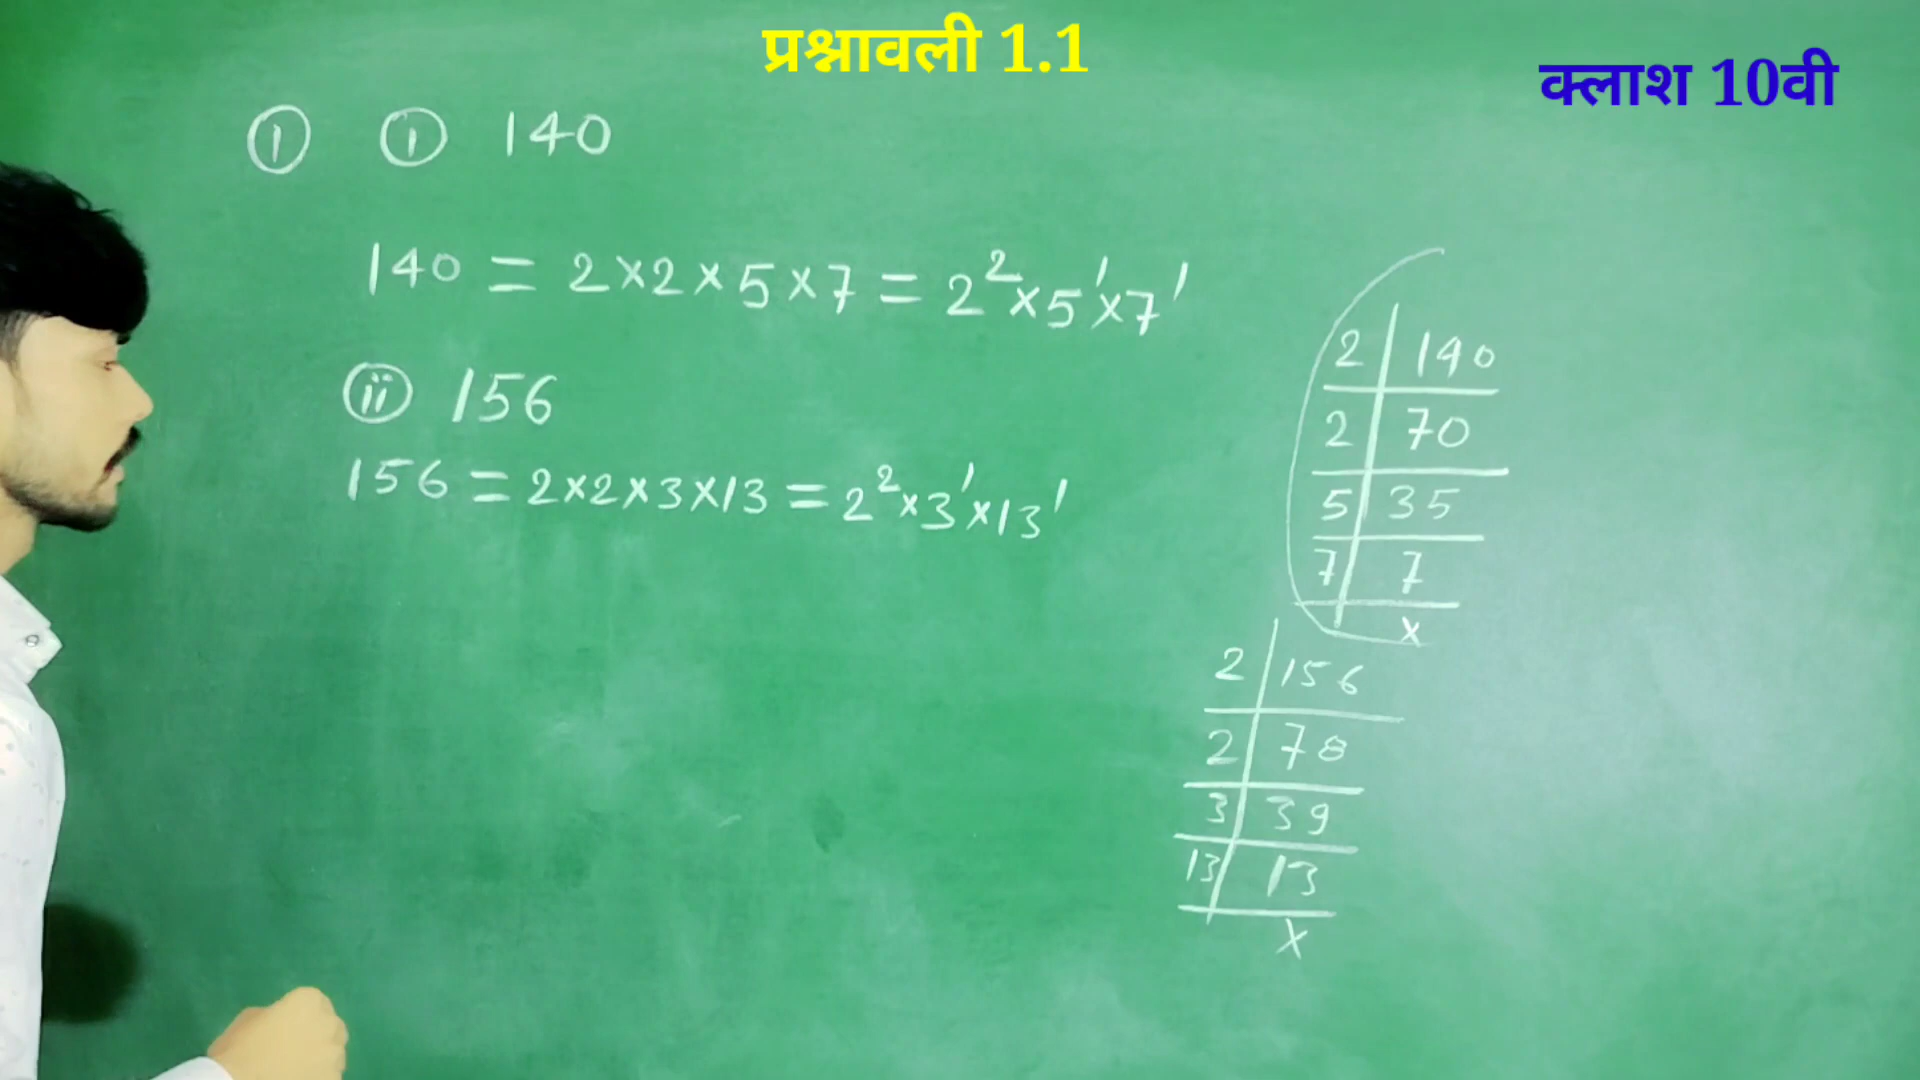 प्रश्नावली 1.1
क्लाश 10वी
① ① 140
140 = 2×2×5×7 = 2²×5¹×7¹
ⅱ 156
156 = 2×2×3×13 = 2²×3¹×13¹
2 | 140
2 | 70
5 | 35
7 | 7
x
2 | 156
2 | 78
3 | 39
13 | 13
x